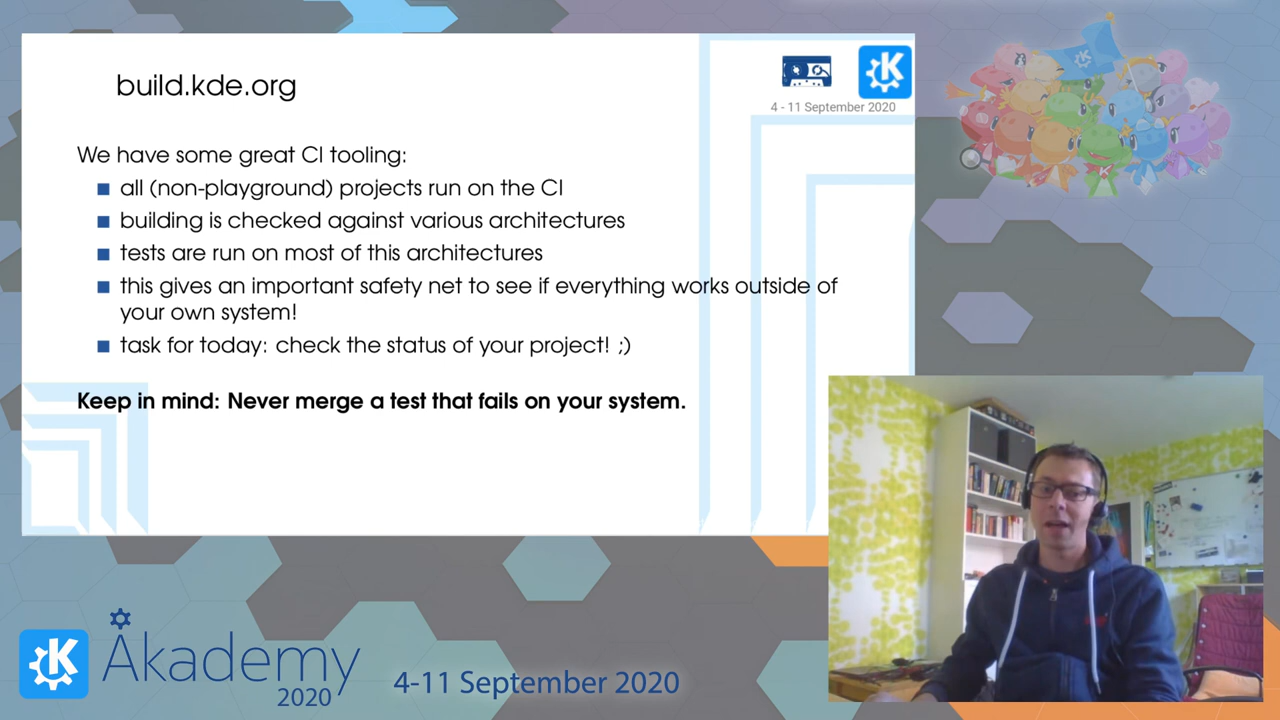 build.kde.org
4 - 11 September 2020
We have some great CI tooling:
all (non-playground) projects run on the CI
building is checked against various architectures
tests are run on most of this architectures
this gives an important safety net to see if everything works outside of
your own system!
task for today: check the status of your project! ;)
Keep in mind: Never merge a test that fails on your system.
Akademy
2020
4-11 September 2020